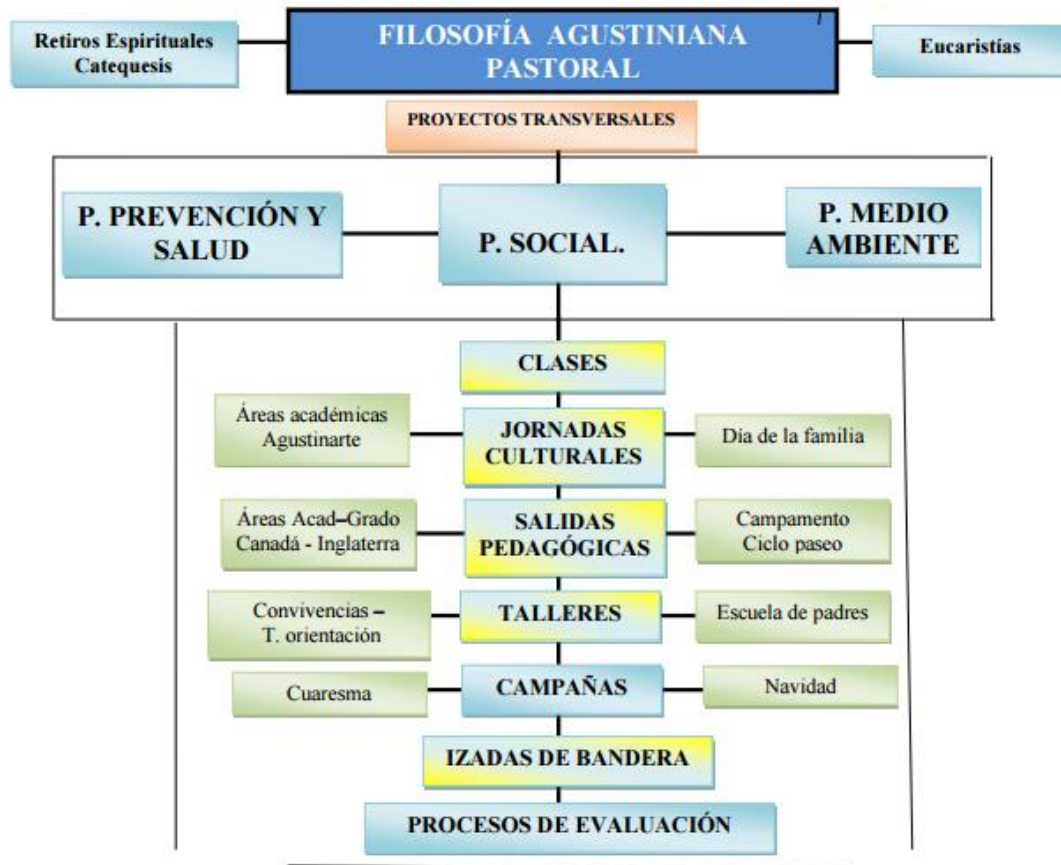 Retiros Espirituales
Catequesis
FILOSOFÍA AGUSTINIANA
PASTORAL
Eucaristías
PROYECTOS TRANSVERSALES
P. PREVENCIÓN Y
SALUD
P. SOCIAL.
P. MEDIO
AMBIENTE
CLASES
Áreas académicas
Agustinarte
JORNADAS
CULTURALES
Día de la familia
Áreas Acad–Grado
Canadá - Inglaterra
SALIDAS
PEDAGÓGICAS
Campamento
Ciclo paseo
Convivencias –
T. orientación
TALLERES
Escuela de padres
Cuaresma
CAMPAÑAS
Navidad
IZADAS DE BANDERA
PROCESOS DE EVALUACIÓN